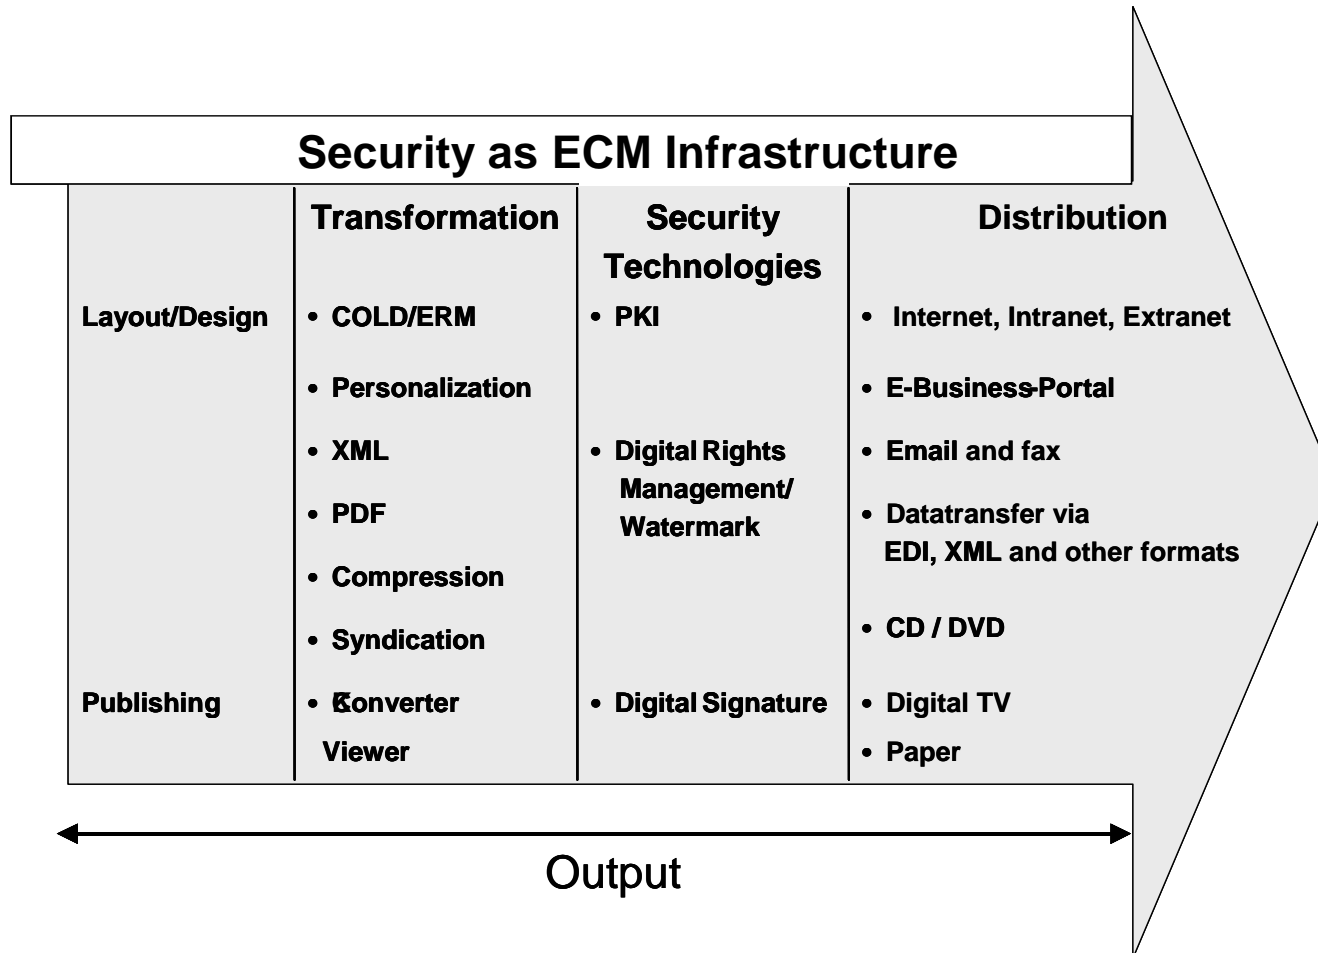 Security as ECM Infrastructure
Transformation
Security
Technologies
Distribution
Layout/Design
• COLD/ERM
• PKI
• Internet, Intranet, Extranet
• Personalization
• E-Business-Portal
• XML
• Digital Rights
Management/
Watermark
• Email and fax
• PDF
• Datatransfer via
EDI, XML and other formats
• Compression
• Syndication
• CD / DVD
Publishing
• Converter
Viewer
• Digital Signature
• Digital TV
• Paper
Output